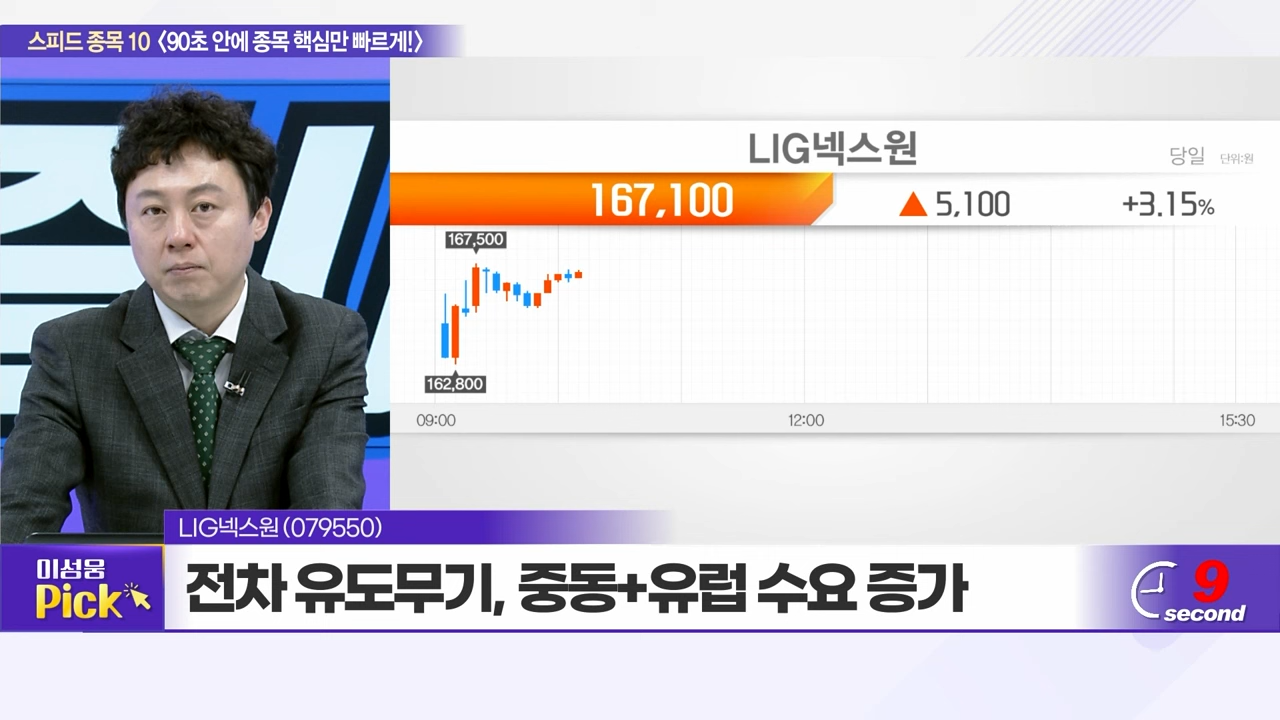 스피드 종목 10 〈90초 안에 종목 핵심만 빠르게!〉
LIG넥스원
당일 단위:원
167,100 ▲ 5,100 +3.15%
167,500
162,800
09:00 12:00 15:30
LIG넥스원 (079550)
이성웅
Pick
전차 유도무기, 중동+유럽 수요 증가
9
second